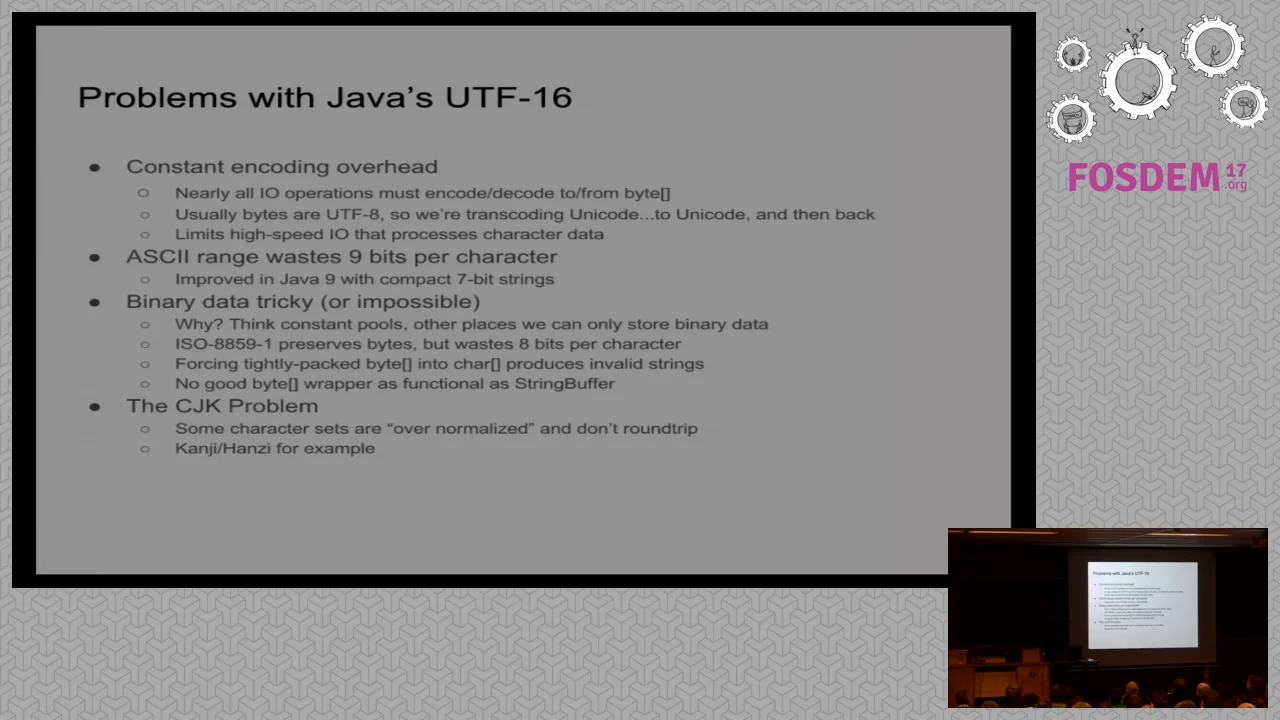 Problems with Java's UTF-16
● Constant encoding overhead
○ Nearly all IO operations must encode/decode to/from byte[]
○ Usually bytes are UTF-8, so we're transcoding Unicode...to Unicode, and then back
○ Limits high-speed IO that processes character data
● ASCII range wastes 9 bits per character
○ Improved in Java 9 with compact 7-bit strings
● Binary data tricky (or impossible)
○ Why? Think constant pools, other places we can only store binary data
○ ISO-8859-1 preserves bytes, but wastes 8 bits per character
○ Forcing tightly-packed byte[] into char[] produces invalid strings
○ No good byte[] wrapper as functional as StringBuffer
● The CJK Problem
○ Some character sets are “over normalized” and don't roundtrip
○ Kanji/Hanzi for example
FOSDEM 17
.org
Problems with Java's UTF-16